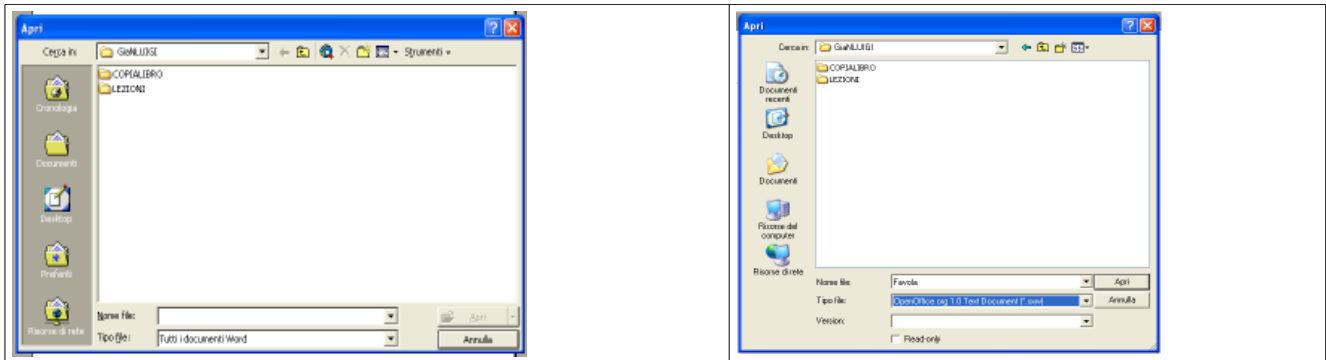 Apri
Cerca in: GiaNLUIGI Strumenti
COPIALIBRO
LEZIONI
Cronologia
Documenti
Desktop
Preferiti
Risorse di rete
Nome file:
Tipo file: Tutti i documenti Word
Apri
Annulla
Apri
Cerca in: GiaNLUIGI
COPIALIBRO
LEZIONI
Documenti
recenti
Desktop
Documenti
Risorse del
computer
Risorse di rete
Nome file: Favola Apri
Tipo file: OpenOffice.org 1.0 Text Document (*.sxw) Annulla
Version:
Read-only